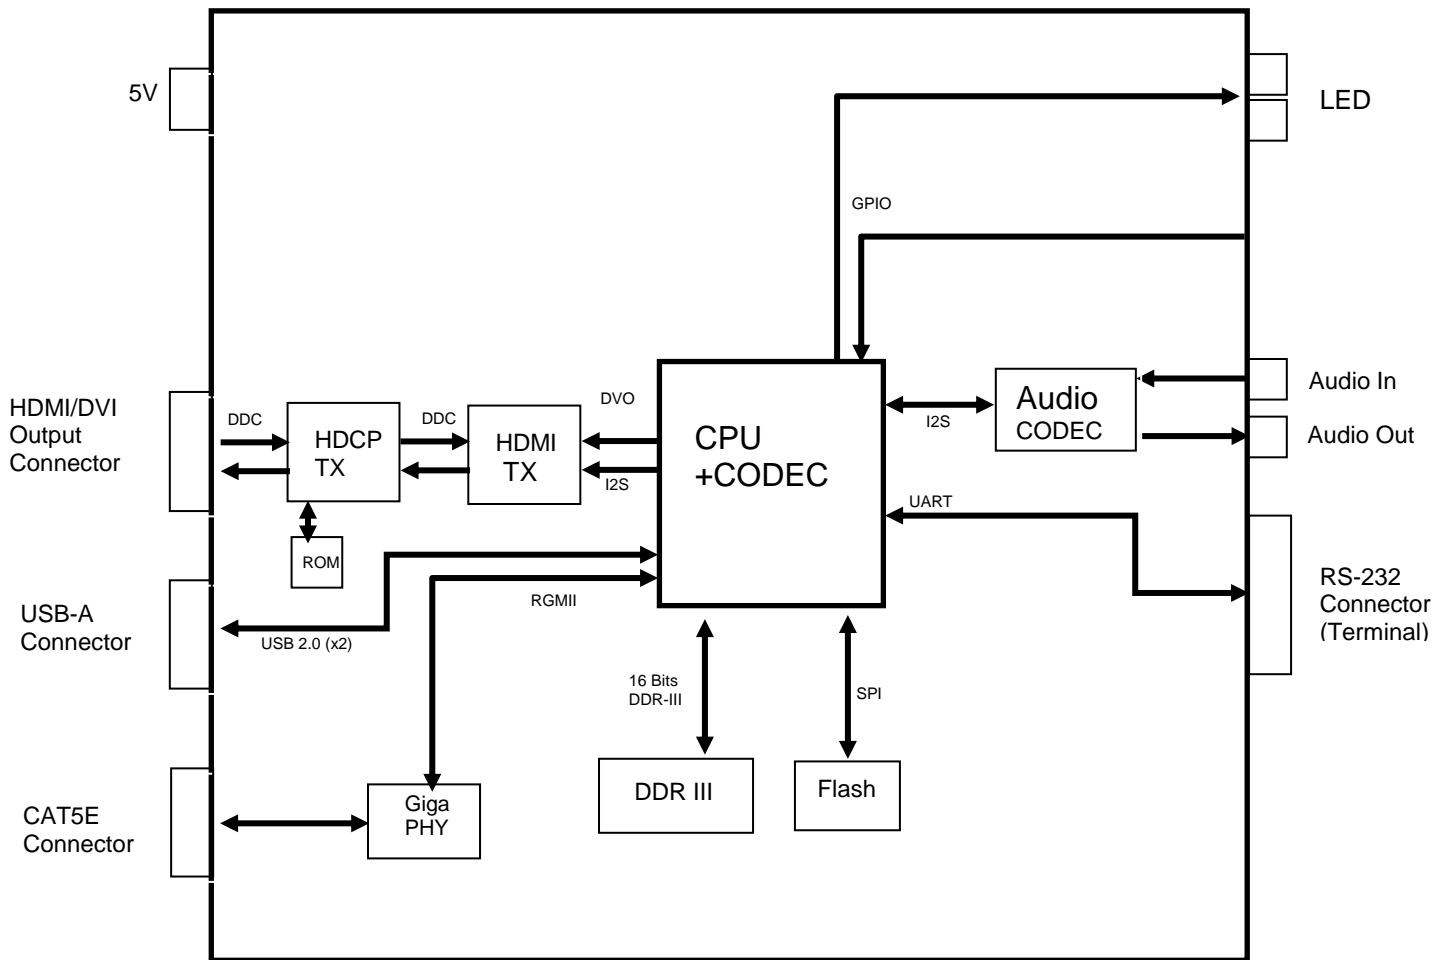 5V
LED
GPIO
HDMI/DVI
Output
Connector
DDC
HDCP
TX
DDC
HDMI
TX
DVO
I2S
CPU
+CODEC
I2S
Audio
CODEC
Audio In
Audio Out
UART
ROM
RGMII
USB-A
Connector
USB 2.0 (x2)
RS-232
Connector
(Terminal)
16 Bits
DDR-III
SPI
DDR III
Flash
CAT5E
Connector
Giga
PHY